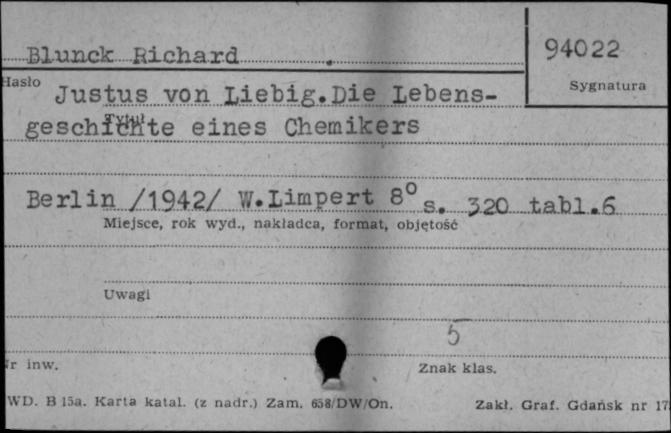 Blunck Richard
94022
Hasło
Sygnatura
Justus von Liebig.Die Lebens-
geschichte eines Chemikers
Tytuł
Berlin /1942/ W.Limpert 8° s. 320 tabl.6
Miejsce, rok wyd., nakładca, format, objętość
Uwagi
5
Nr inw.
Znak klas.
WD. B 15a. Karta katal. (z nadr.) Zam. 658/DW/On.
Zakł. Graf. Gdańsk nr 17